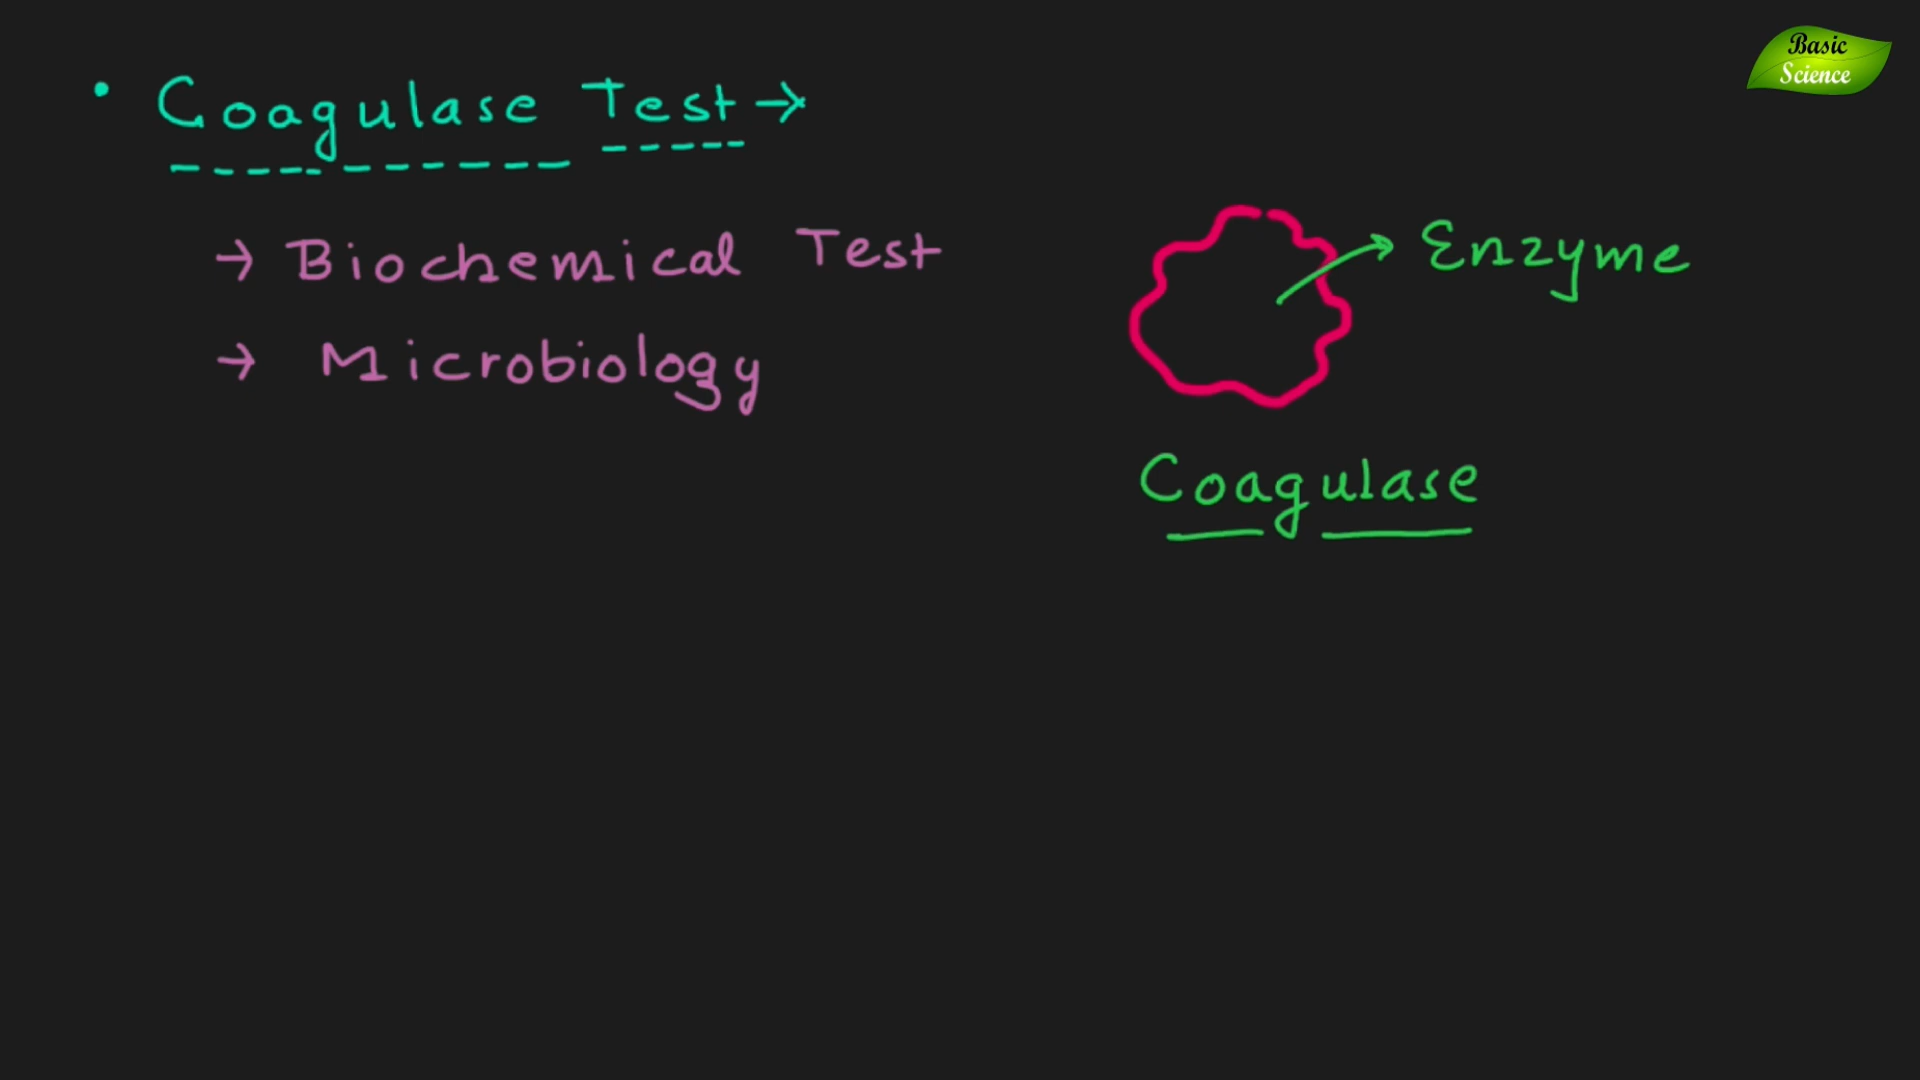 • Coagulase Test →
→ Biochemical Test
→ Microbiology
Enzyme
Coagulase
Basic
Science